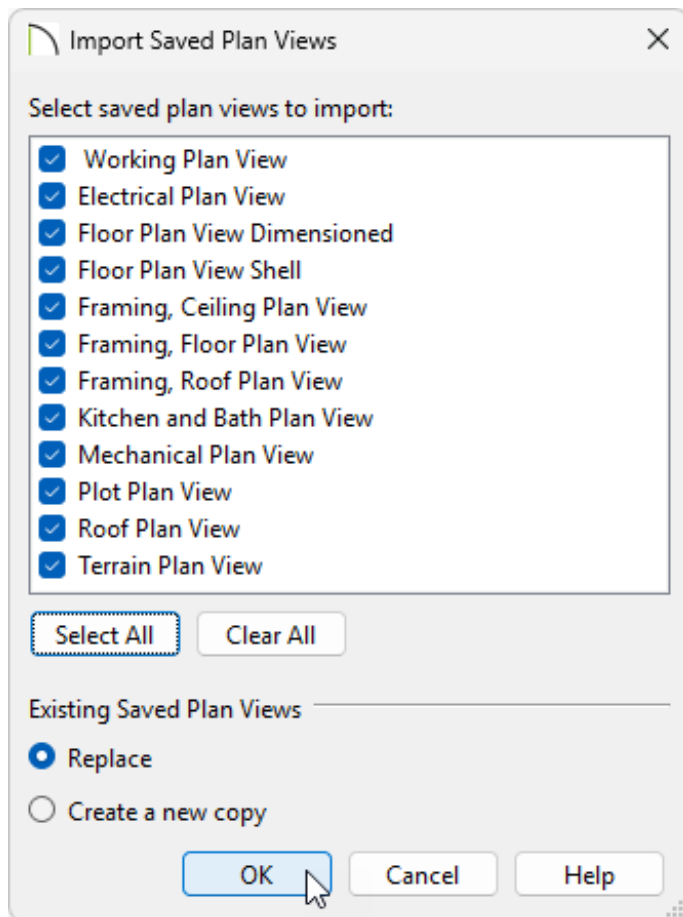 Import Saved Plan Views
Select saved plan views to import:
Working Plan View
Electrical Plan View
Floor Plan View Dimensioned
Floor Plan View Shell
Framing, Ceiling Plan View
Framing, Floor Plan View
Framing, Roof Plan View
Kitchen and Bath Plan View
Mechanical Plan View
Plot Plan View
Roof Plan View
Terrain Plan View
Select All Clear All
Existing Saved Plan Views
Replace
Create a new copy
OK Cancel Help